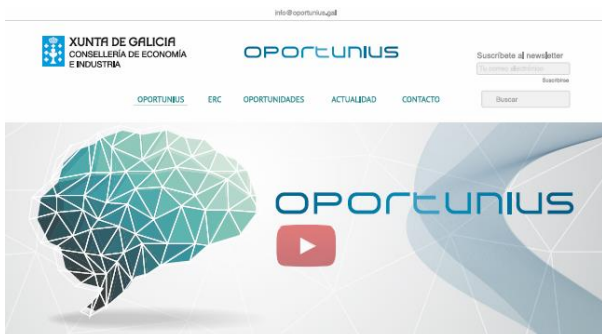 info@oportunius.gal
XUNTA DE GALICIA
CONSELLERÍA DE ECONOMÍA
E INDUSTRIA
OPORTUNIUS
Suscríbete al newsletter
Tu correo electrónico
Suscribirse
OPORTUNIUS ERC OPORTUNIDADES ACTUALIDAD CONTACTO
Buscar
OPORTUNIUS